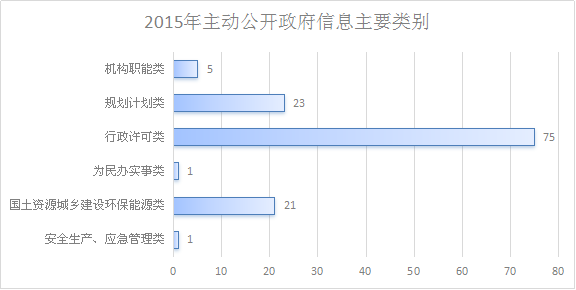 2015年主动公开政府信息主要类别
机构职能类
5
规划计划类
23
行政许可类
75
为民办实事类
1
国土资源城乡建设环保能源类
21
安全生产、应急管理类
1
0 10 20 30 40 50 60 70 80